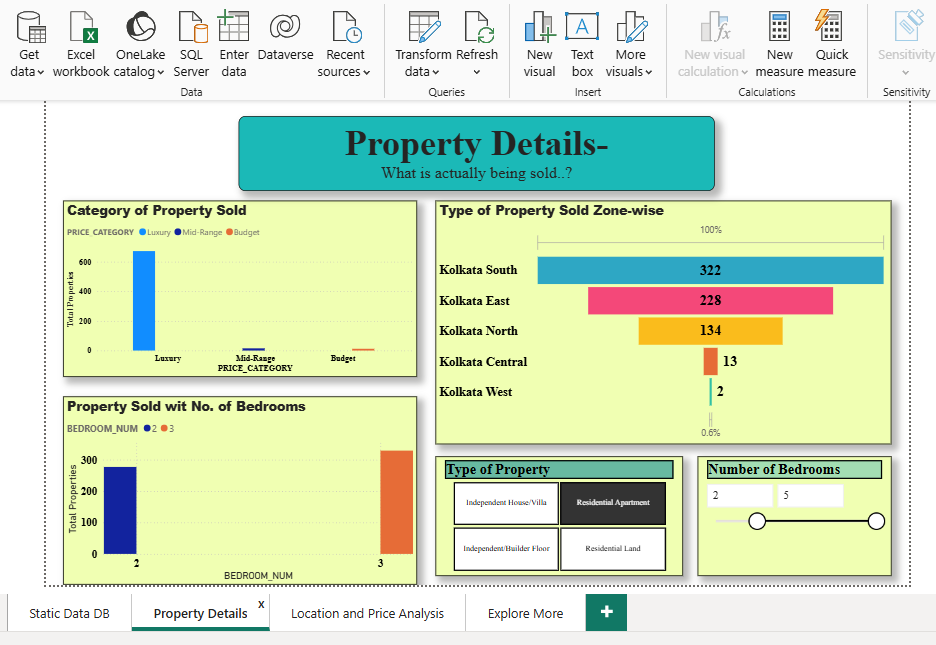 Get data
Excel workbook
OneLake catalog
SQL Server
Enter data
Dataverse
Recent sources
Transform data
Refresh
New visual
Text box
More visuals
New visual calculation
New measure
Quick measure
Sensitivity
Data
Queries
Insert
Calculations
Sensitivity
Property Details-
What is actually being sold..?
Category of Property Sold
PRICE_CATEGORY Luxury Mid-Range Budget
Total Properties
600
400
200
0
Luxury Mid-Range Budget
PRICE_CATEGORY
Type of Property Sold Zone-wise
100%
Kolkata South 322
Kolkata East 228
Kolkata North 134
Kolkata Central 13
Kolkata West 2
0.6%
Property Sold wit No. of Bedrooms
BEDROOM_NUM 2 3
Total Properties
300
200
100
0
2 3
BEDROOM_NUM
Type of Property
Independent House/Villa Residential Apartment
Independent/Builder Floor Residential Land
Number of Bedrooms
2 5
Static Data DB Property Details X Location and Price Analysis Explore More +